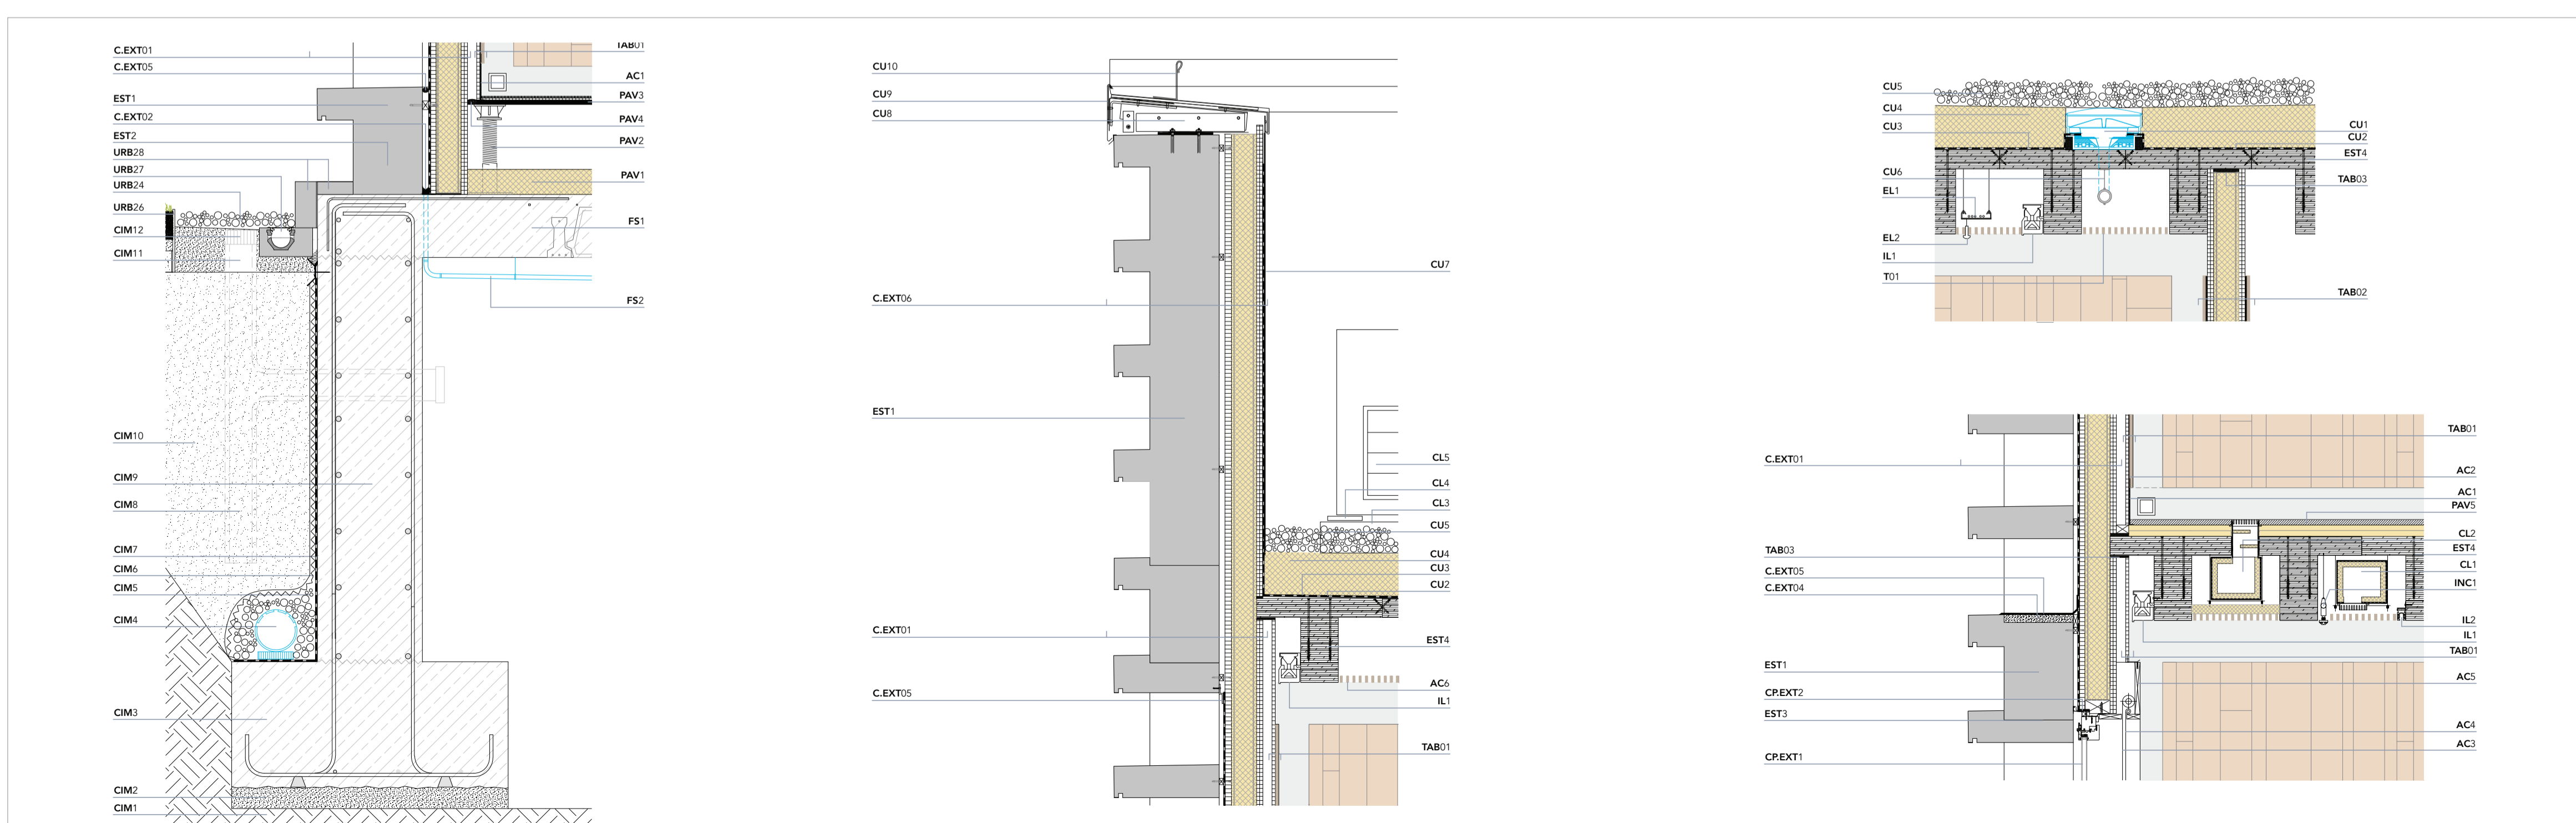 C.EXT01
C.EXT05
EST1
C.EXT02
EST2
URB28
URB27
URB24
URB26
CIM12
CIM11
CIM10
CIM9
CIM8
CIM7
CIM6
CIM5
CIM4
CIM3
CIM2
CIM1
TAB01
AC1
PAV3
PAV4
PAV2
PAV1
FS1
FS2
CU10
CU9
CU8
C.EXT06
EST1
C.EXT01
C.EXT05
CU7
CL5
CL4
CL3
CU5
CU4
CU3
CU2
EST4
AC6
IL1
TAB01
CU5
CU4
CU3
CU6
EL1
EL2
IL1
T01
CU1
CU2
EST4
TAB03
TAB02
C.EXT01
TAB03
C.EXT05
C.EXT04
EST1
CP.EXT2
EST3
CP.EXT1
TAB01
AC2
AC1
PAV5
CL2
EST4
CL1
INC1
IL2
IL1
TAB01
AC5
AC4
AC3